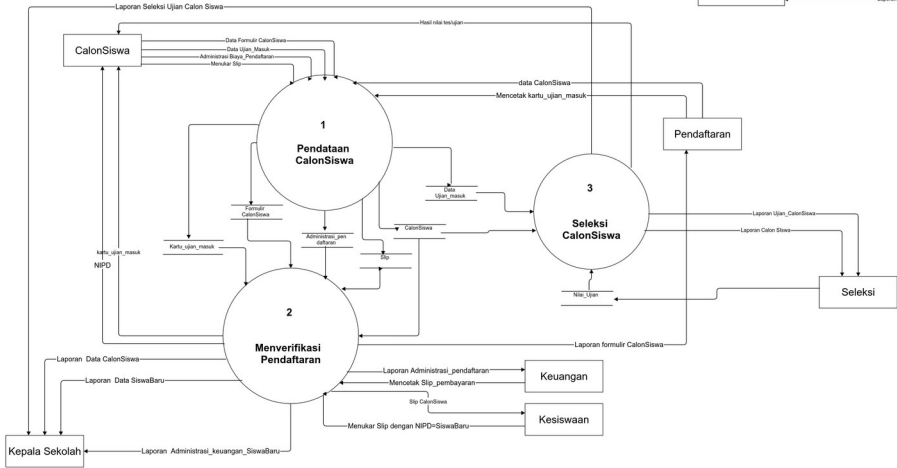 Laporan Seleksi Ujian Calon Siswa
Laporan
Hasil nilai tes/ujian
CalonSiswa
Data Formulir CalonSiswa
Data Ujian_Masuk
Administrasi Biaya_Pendaftaran
Menukar Slip
data CalonSiswa
Mencetak kartu_ujian_masuk
Pendaftaran
1
Pendataan
CalonSiswa
3
Seleksi
CalonSiswa
Data
Ujian_masuk
Formulir
CalonSiswa
Administrasi_pen
daftaran
CalonSiswa
Kartu_ujian_masuk
Slip
kartu_ujian_masuk
NIPD
Laporan Ujian_CalonSiswa
Laporan Calon SIswa
Nilai_Ujian
Seleksi
2
Menverifikasi
Pendaftaran
Laporan formulir CalonSiswa
Laporan Data CalonSiswa
Laporan Data SiswaBaru
Laporan Administrasi_pendaftaran
Mencetak Slip_pembayaran
Keuangan
Slip CalonSiswa
Menukar Slip dengan NIPD=SiswaBaru
Kesiswaan
Kepala Sekolah
Laporan Administrasi_keuangan_SiswaBaru